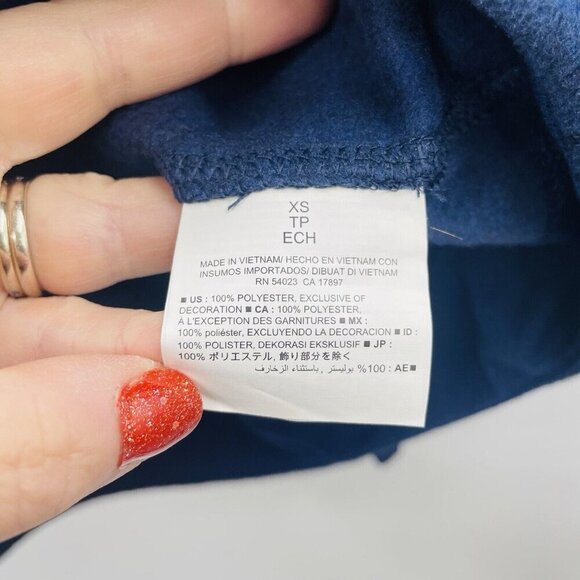 XS
TP
ECH
MADE IN VIETNAM/ HECHO EN VIETNAM CON
INSUMOS IMPORTADOS/ DIBUAT DI VIETNAM
RN 54023 CA 17897
■ US : 100% POLYESTER, EXCLUSIVE OF
DECORATION ■ CA : 100% POLYESTER,
À L'EXCEPTION DES GARNITURES ■ MX :
100% poliéster, EXCLUYENDO LA DECORACION ■ ID :
100% POLISTER, DEKORASI EKSKLUSIF ■ JP :
100% ポリエステル, 飾り部分を除く
■AE : 100% بوليستر , باستثناء الزخارف